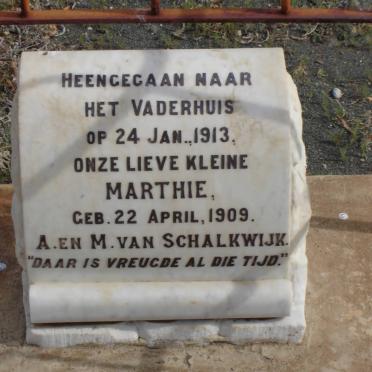 HEENGEGAAN NAAR
HET VADERHUIS
OP 24 JAN., 1913,
ONZE LIEVE KLEINE
MARTHIE,
GEB. 22 APRIL, 1909.
A. EN M. VAN SCHALKWIJK.
"DAAR IS VREUGDE AL DIE TIJD."